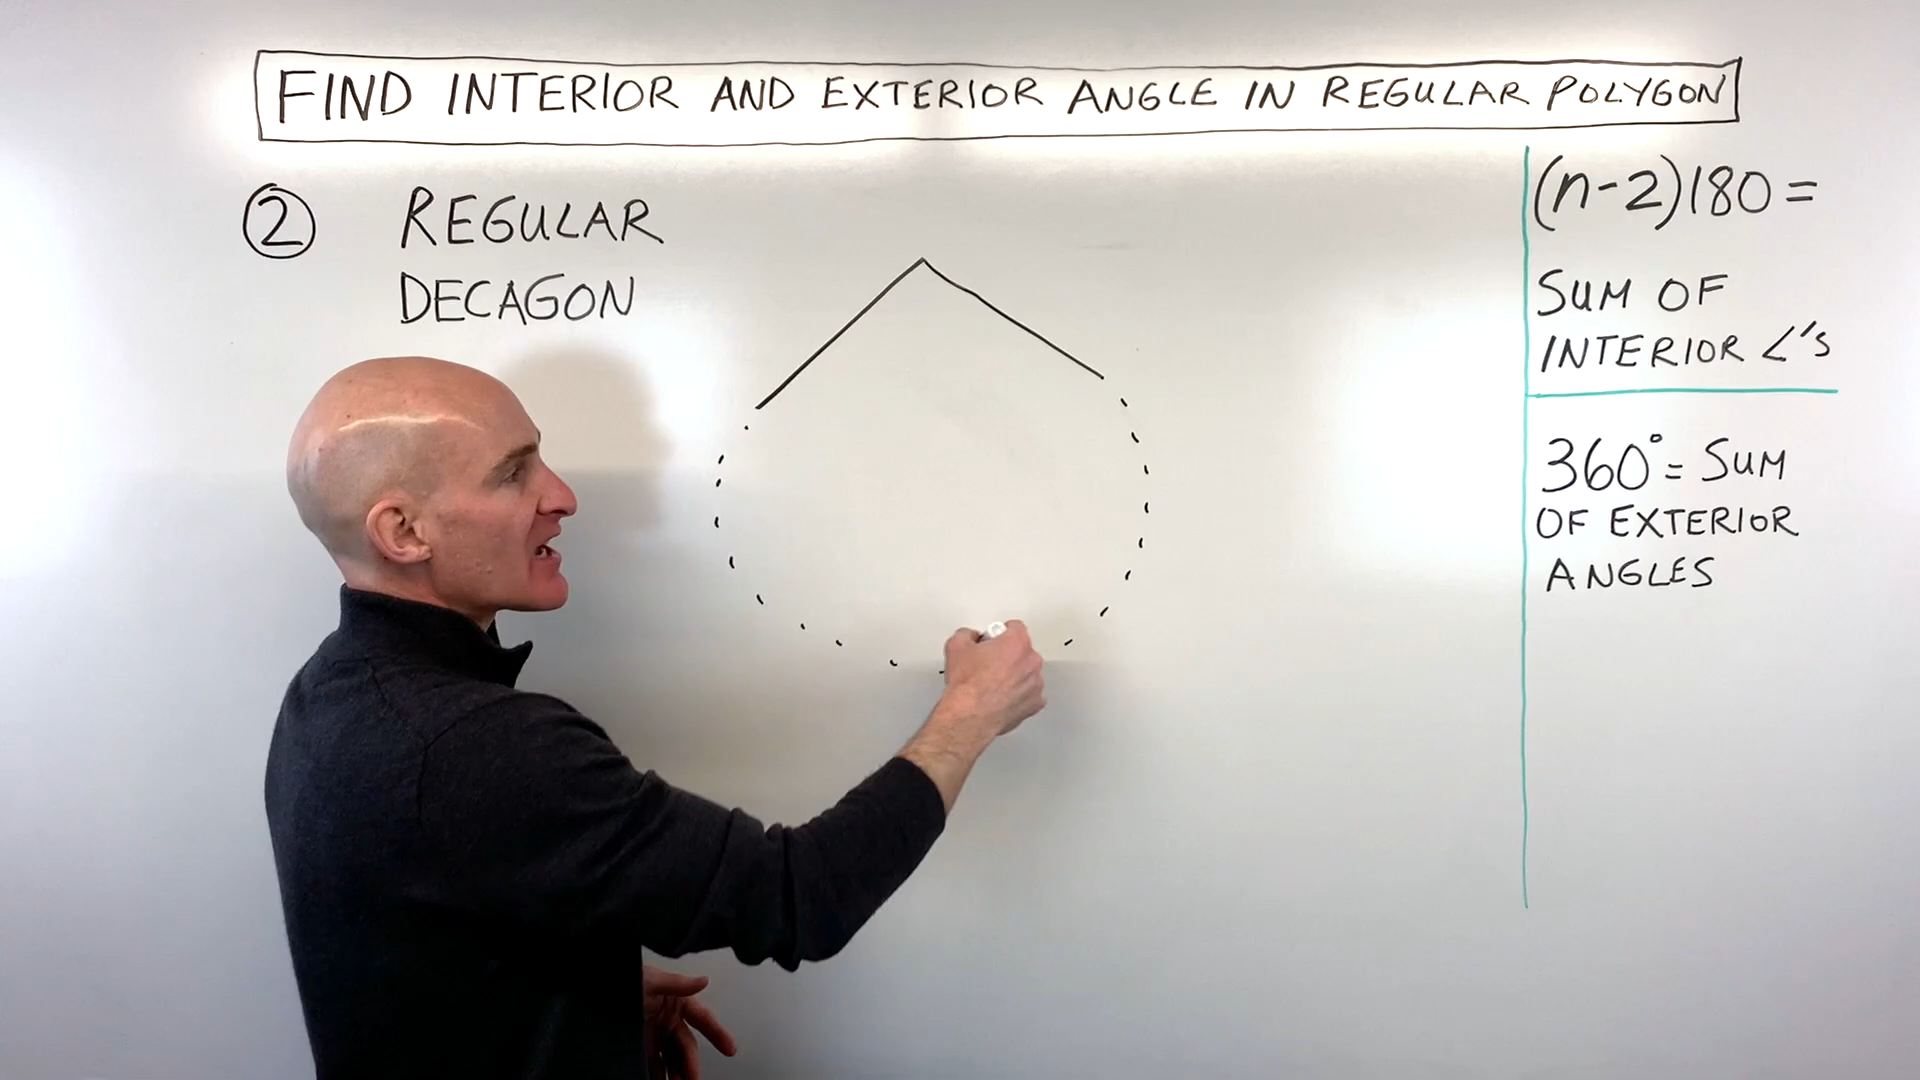 FIND INTERIOR AND EXTERIOR ANGLE IN REGULAR POLYGON
② REGULAR
DECAGON
(n-2)180 =
SUM OF
INTERIOR ∠'S
360° = SUM
OF EXTERIOR
ANGLES